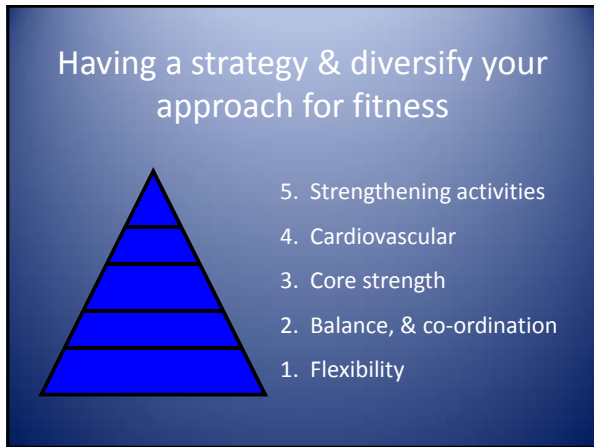 Having a strategy & diversify your
approach for fitness
5. Strengthening activities
4. Cardiovascular
3. Core strength
2. Balance, & co-ordination
1. Flexibility